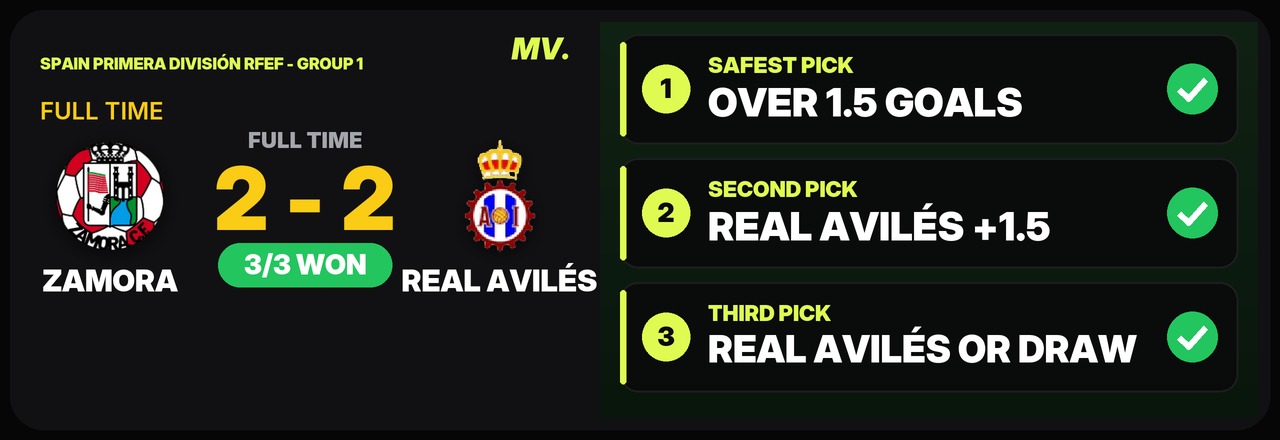 SPAIN PRIMERA DIVISIÓN RFEF - GROUP 1
MV.
FULL TIME
FULL TIME
2 - 2
3/3 WON
ZAMORA C.F.
ZAMORA
REAL AVILÉS
1
SAFEST PICK
OVER 1.5 GOALS
2
SECOND PICK
REAL AVILÉS +1.5
3
THIRD PICK
REAL AVILÉS OR DRAW